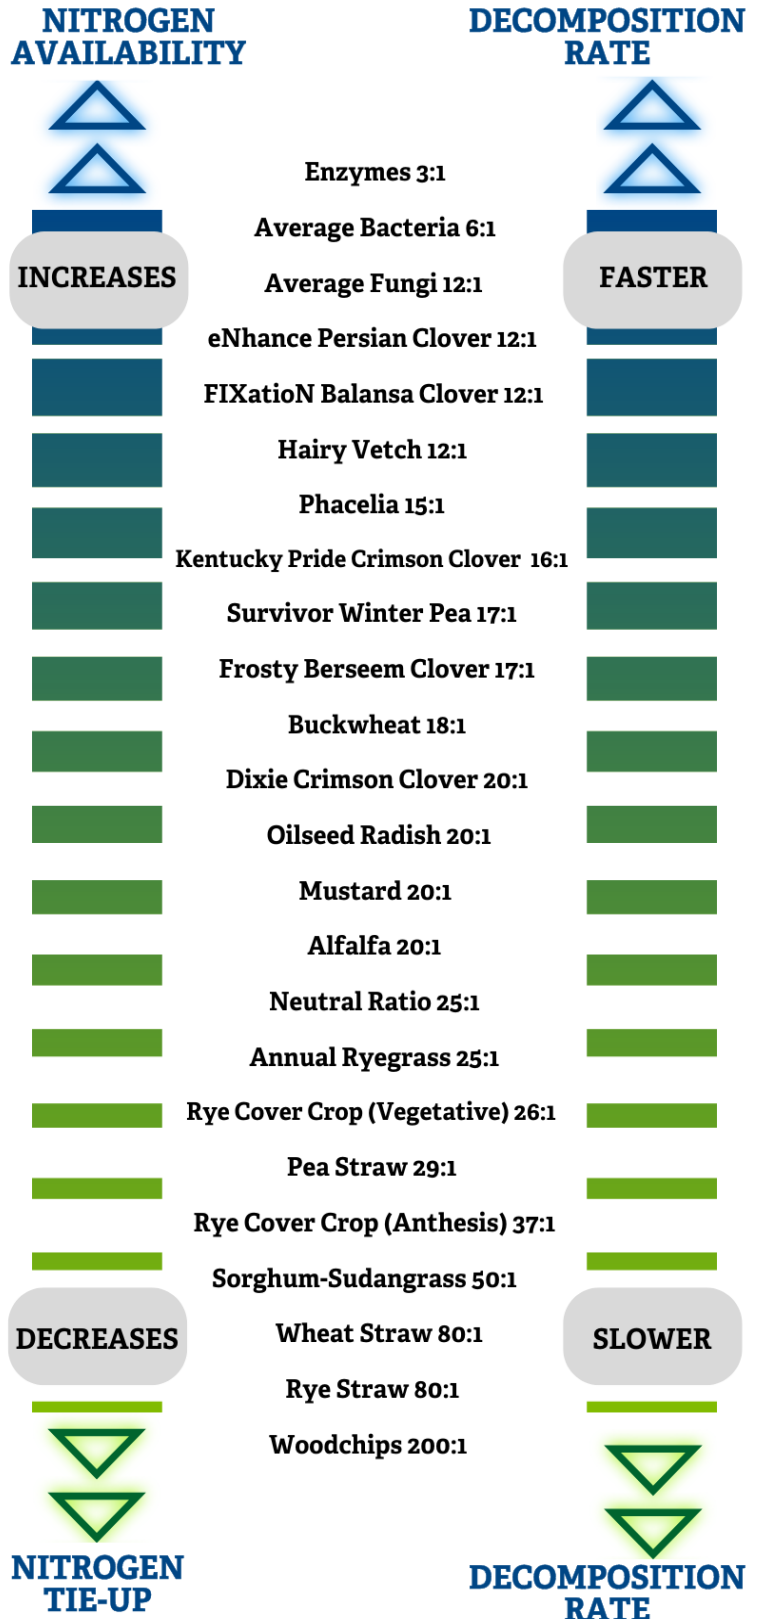 NITROGEN
AVAILABILITY
DECOMPOSITION
RATE
Enzymes 3:1
Average Bacteria 6:1
INCREASES
FASTER
Average Fungi 12:1
eNhance Persian Clover 12:1
FIXatioN Balansa Clover 12:1
Hairy Vetch 12:1
Phacelia 15:1
Kentucky Pride Crimson Clover 16:1
Survivor Winter Pea 17:1
Frosty Berseem Clover 17:1
Buckwheat 18:1
Dixie Crimson Clover 20:1
Oilseed Radish 20:1
Mustard 20:1
Alfalfa 20:1
Neutral Ratio 25:1
Annual Ryegrass 25:1
Rye Cover Crop (Vegetative) 26:1
Pea Straw 29:1
Rye Cover Crop (Anthesis) 37:1
Sorghum-Sudangrass 50:1
DECREASES
Wheat Straw 80:1
SLOWER
Rye Straw 80:1
Woodchips 200:1
NITROGEN
TIE-UP
DECOMPOSITION
RATE